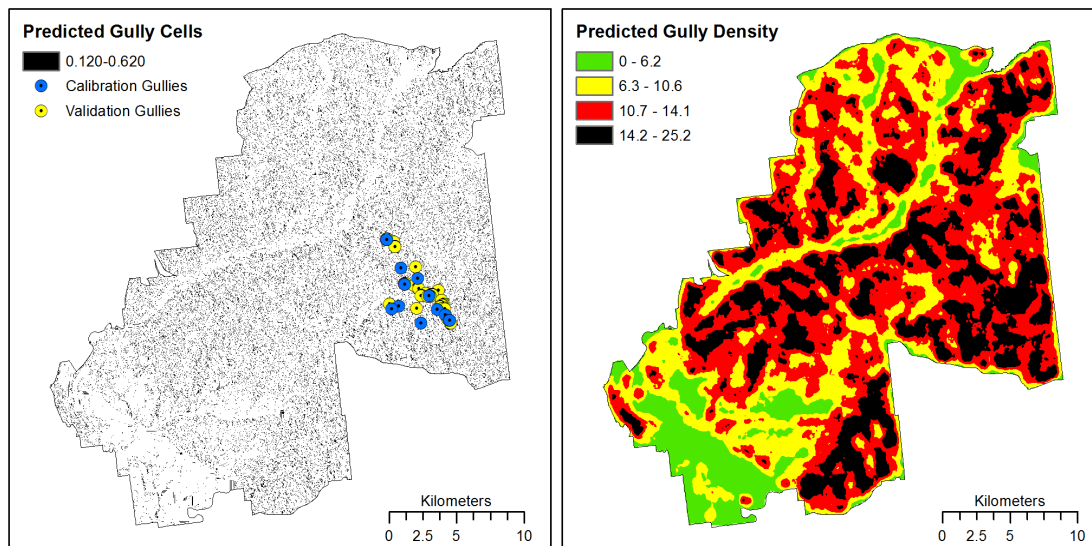 Predicted Gully Cells
0.120-0.620
Calibration Gullies
Validation Gullies
Kilometers
0 2.5 5 10
Predicted Gully Density
0 - 6.2
6.3 - 10.6
10.7 - 14.1
14.2 - 25.2
Kilometers
0 2.5 5 10